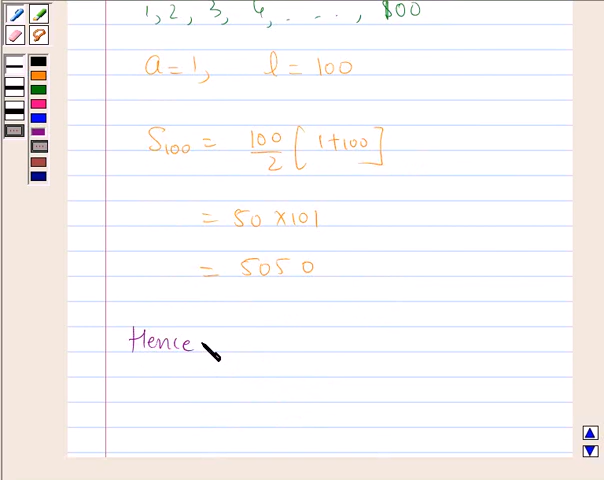 1, 2, 3, 4, . . . . , 100
a = 1, l = 100
S₁₀₀ = 100/2 [ 1+100 ]
= 50 × 101
= 5050
Hence